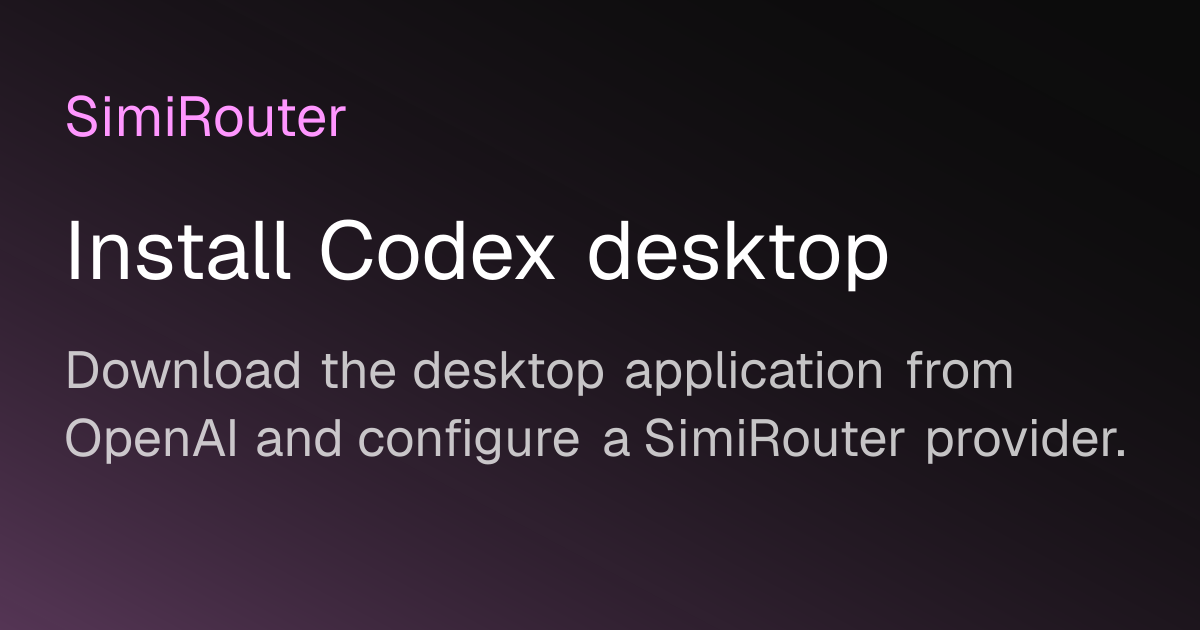 SimiRouter
Install Codex desktop
Download the desktop application from
OpenAI and configure a SimiRouter provider.